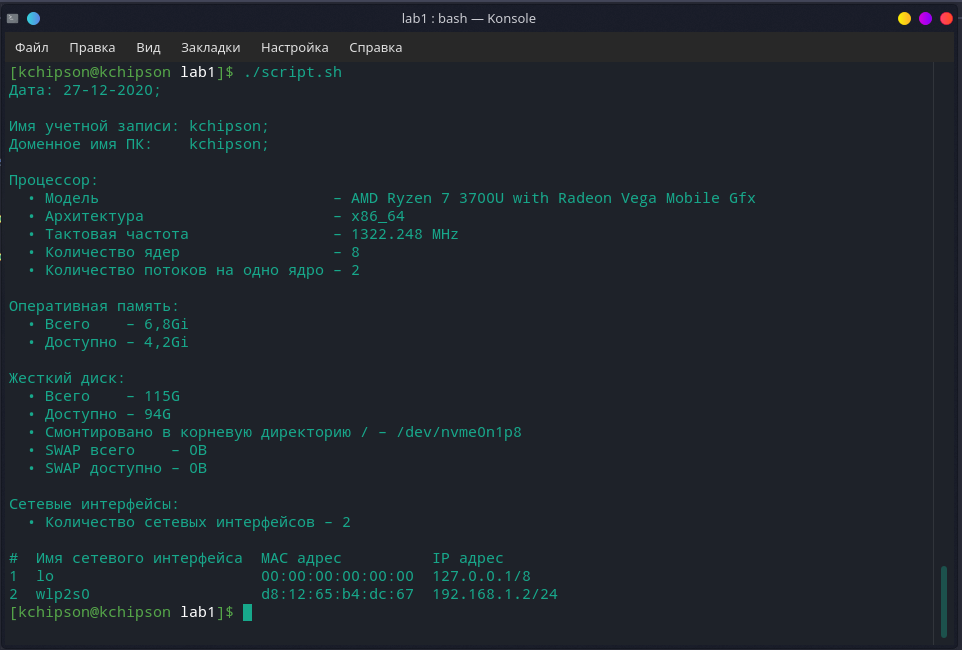 lab1 : bash — Konsole
Файл Правка Вид Закладки Настройка Справка
[kchipson@kchipson lab1]$ ./script.sh
Дата: 27-12-2020;
Имя учетной записи: kchipson;
Доменное имя ПК:    kchipson;
Процессор:
  • Модель                          – AMD Ryzen 7 3700U with Radeon Vega Mobile Gfx
  • Архитектура                     – x86_64
  • Тактовая частота                – 1322.248 MHz
  • Количество ядер                 – 8
  • Количество потоков на одно ядро – 2
Оперативная память:
  • Всего    – 6,8Gi
  • Доступно – 4,2Gi
Жесткий диск:
  • Всего    – 115G
  • Доступно – 94G
  • Смонтировано в корневую директорию / – /dev/nvme0n1p8
  • SWAP всего    – 0B
  • SWAP доступно – 0B
Сетевые интерфейсы:
  • Количество сетевых интерфейсов – 2
#  Имя сетевого интерфейса  MAC адрес          IP адрес
1  lo                       00:00:00:00:00:00  127.0.0.1/8
2  wlp2s0                   d8:12:65:b4:dc:67  192.168.1.2/24
[kchipson@kchipson lab1]$